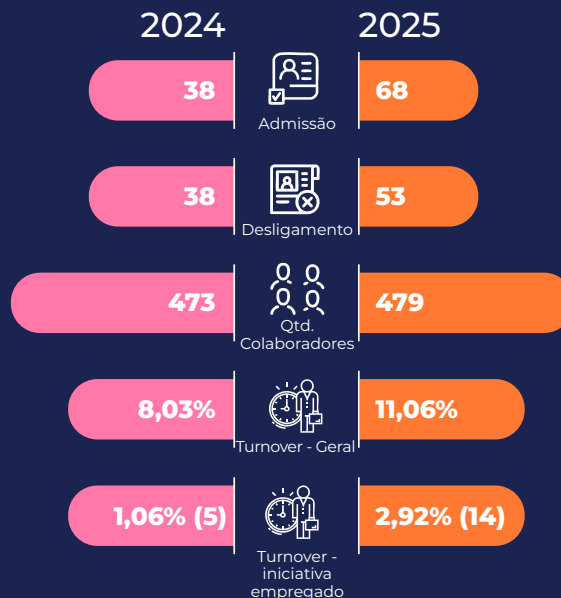 2024 2025
38 68
Admissão
38 53
Desligamento
473 479
Qtd.
Colaboradores
8,03% 11,06%
Turnover - Geral
1,06% (5) 2,92% (14)
Turnover -
iniciativa
empregado